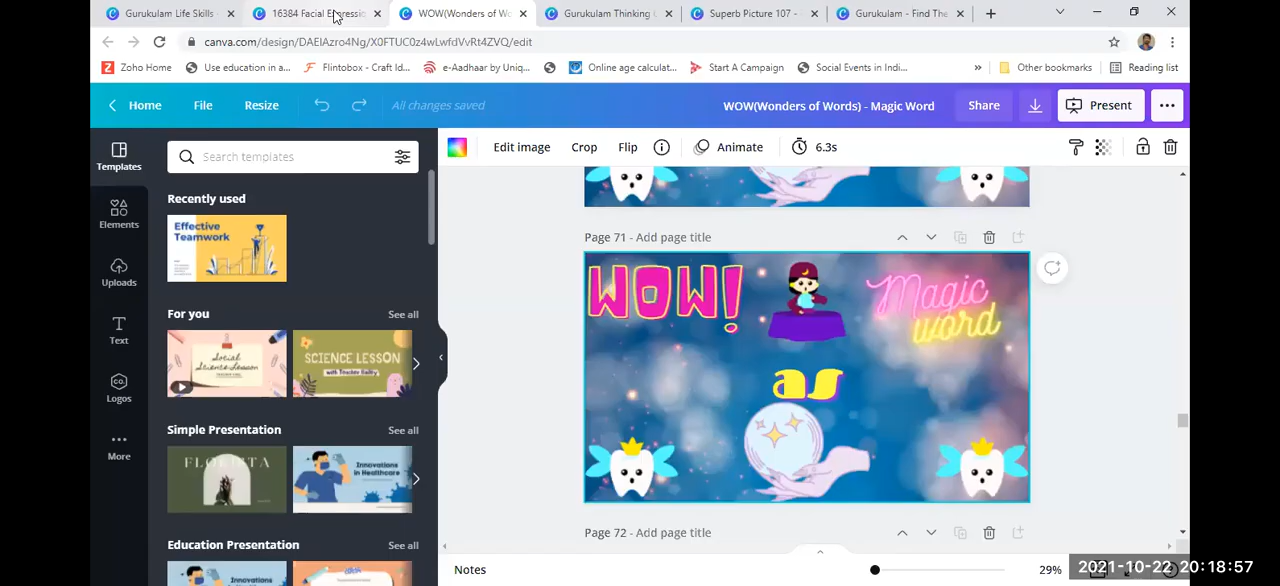 Gurukulam Life Skills
16384 Facial Expressio
WOW(Wonders of Wo
Gurukulam Thinking
Superb Picture 107 -
Gurukulam - Find The
canva.com/design/DAEIAzro4Ng/X0FTUC0z4wLwfdVvRt4ZVQ/edit
Zoho Home
Use education in a...
Flintobox - Craft Id...
e-Aadhaar by Uniq...
Online age calculat...
Start A Campaign
Social Events in Indi...
»
Other bookmarks
Reading list
Home
File
Resize
All changes saved
WOW(Wonders of Words) - Magic Word
Share
Present
Templates
Search templates
Edit image
Crop
Flip
Animate
6.3s
Elements
Uploads
Text
Logos
More
Recently used
Effective
Teamwork
For you
See all
Social
Science Lesson
SCIENCE LESSON
with Teacher Bailey
Simple Presentation
See all
Innovations
in Healthcare
Education Presentation
See all
Page 71 - Add page title
WOW!
Magic
word
as
Page 72 - Add page title
Notes
29%
2021-10-22 20:18:57